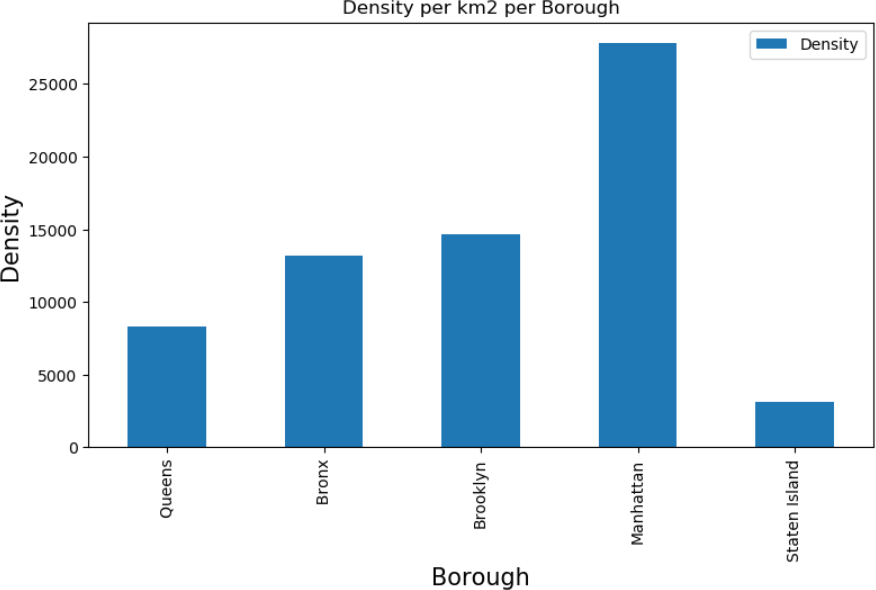 Density per km2 per Borough
Density
25000
20000
15000
10000
5000
0
Density
Queens
Bronx
Brooklyn
Manhattan
Staten Island
Borough